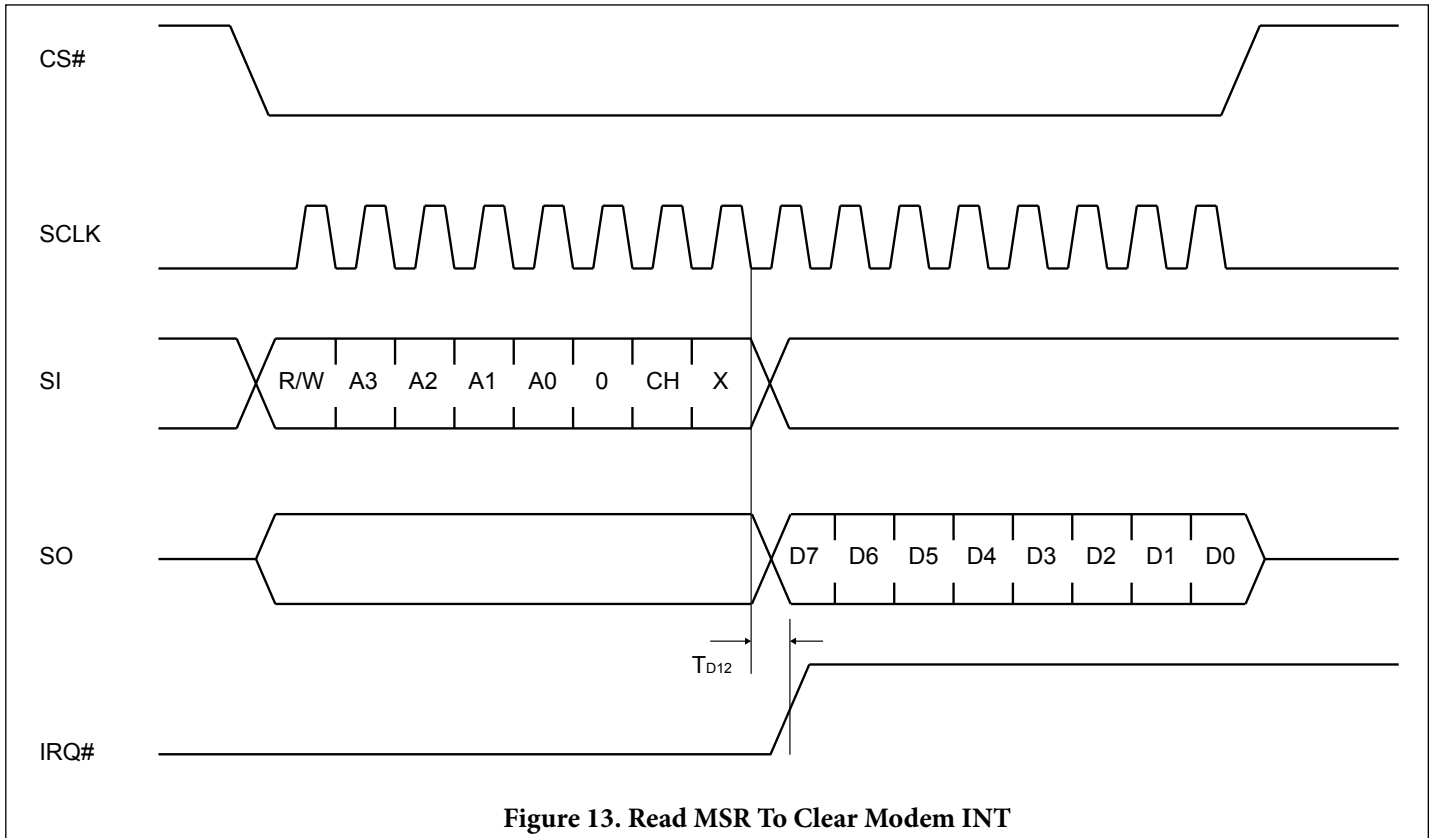 CS#
SCLK
SI
R/W A3 A2 A1 A0 0 CH X
SO
D7 D6 D5 D4 D3 D2 D1 D0
TD12
IRQ#
Figure 13. Read MSR To Clear Modem INT